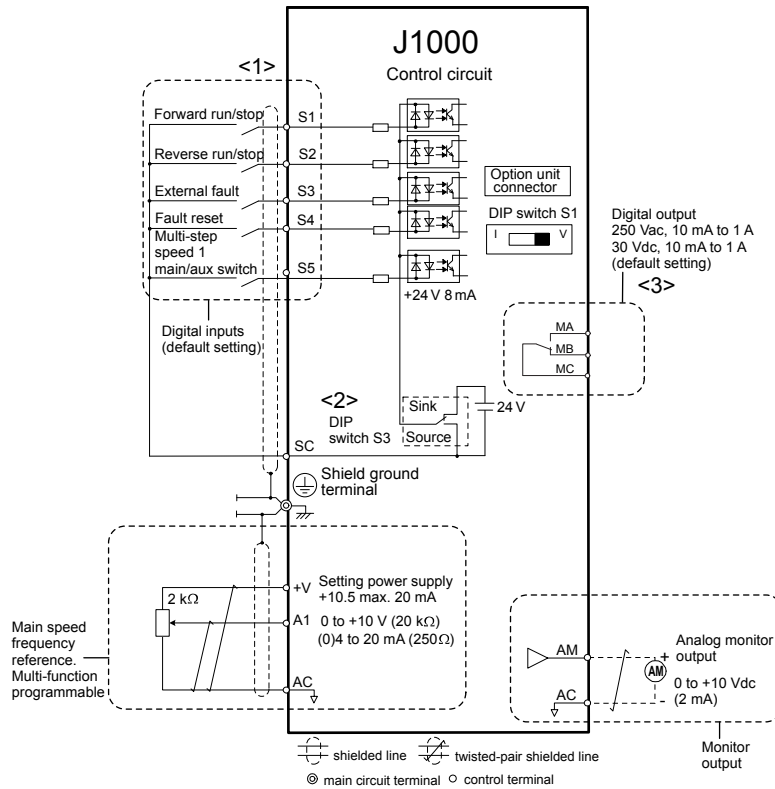 J1000
Control circuit
<1>
Forward run/stop
S1
Reverse run/stop
S2
External fault
S3
Fault reset
S4
Multi-step
speed 1
main/aux switch
S5
Digital inputs
(default setting)
+24 V 8 mA
Option unit
connector
DIP switch S1
I
V
Digital output
250 Vac, 10 mA to 1 A
30 Vdc, 10 mA to 1 A
(default setting)
<3>
MA
MB
MC
<2>
DIP
switch S3
Sink
Source
24 V
SC
Shield ground
terminal
Main speed
frequency
reference.
Multi-function
programmable
2 kΩ
+V
Setting power supply
+10.5 max. 20 mA
A1
0 to +10 V (20 kΩ)
(0)4 to 20 mA (250Ω)
AC
AM
AC
+
AM
-
Analog monitor
output
0 to +10 Vdc
(2 mA)
Monitor
output
shielded line
twisted-pair shielded line
main circuit terminal
control terminal